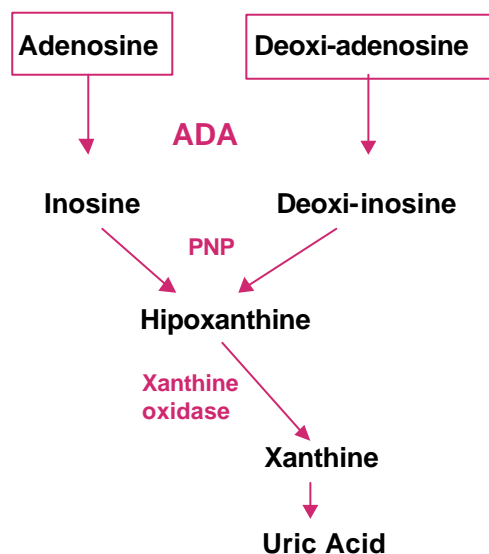 Adenosine
Deoxi-adenosine
ADA
Inosine
Deoxi-inosine
PNP
Hipoxanthine
Xanthine
oxidase
Xanthine
Uric Acid